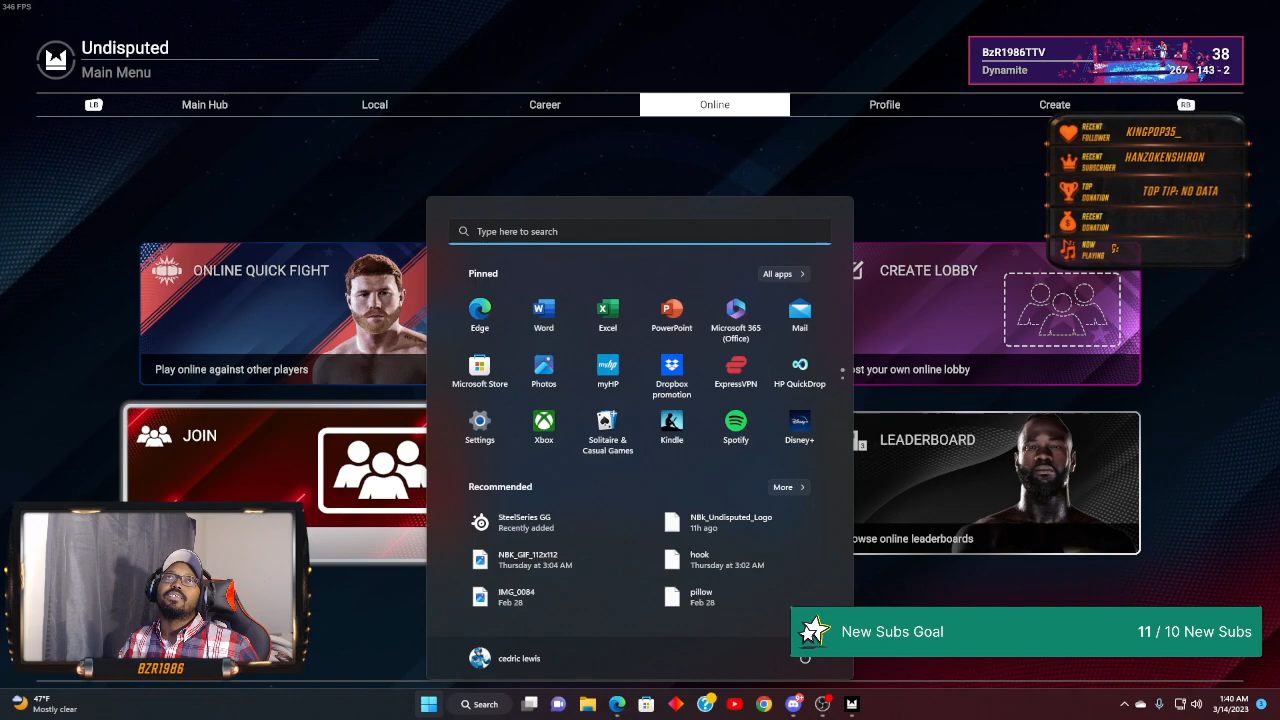 346 FPS
Undisputed
Main Menu
BzR1986TTV
38
Dynamite
267 - 143 - 2
LB
Main Hub
Local
Career
Online
Profile
Create
RB
RECENT FOLLOWER
KINGPOP35_
RECENT SUBSCRIBER
HANZOKENSHIRON
TOP DONATION
TOP TIP: NO DATA
RECENT DONATION
NOW PLAYING
ONLINE QUICK FIGHT
Play online against other players
CREATE LOBBY
ost your own online lobby
JOIN
LEADERBOARD
owse online leaderboards
Type here to search
Pinned
All apps
Edge
Word
Excel
PowerPoint
Microsoft 365
(Office)
Mail
Microsoft Store
Photos
myHP
Dropbox
promotion
ExpressVPN
HP QuickDrop
Settings
Xbox
Solitaire &
Casual Games
Kindle
Spotify
Disney+
Recommended
More
SteelSeries GG
Recently added
NBk_Undisputed_Logo
11h ago
NBK_GIF_112x112
Thursday at 3:04 AM
hook
Thursday at 3:02 AM
IMG_0084
Feb 28
pillow
Feb 28
cedric lewis
BZR1986
New Subs Goal
11 / 10 New Subs
47°F
Mostly clear
Search
1:40 AM
3/14/2023